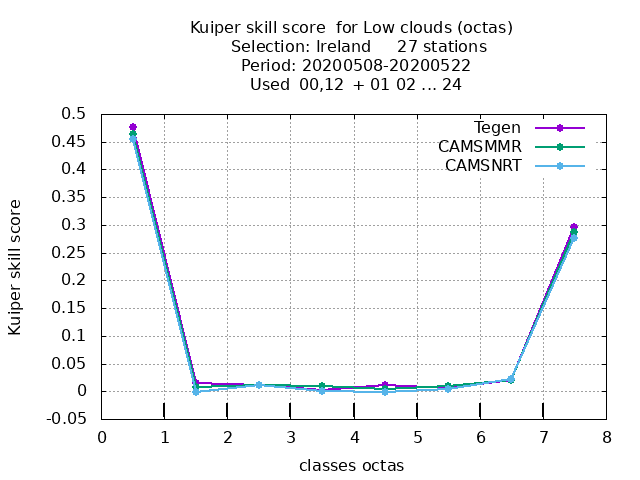 Kuiper skill score  for Low clouds (octas)
Selection: Ireland     27 stations
Period: 20200508-20200522
Used  00,12  + 01 02 ... 24
Tegen
CAMSMMR
CAMSNRT
Kuiper skill score
0.5
0.45
0.4
0.35
0.3
0.25
0.2
0.15
0.1
0.05
0
-0.05
0 1 2 3 4 5 6 7 8
classes octas